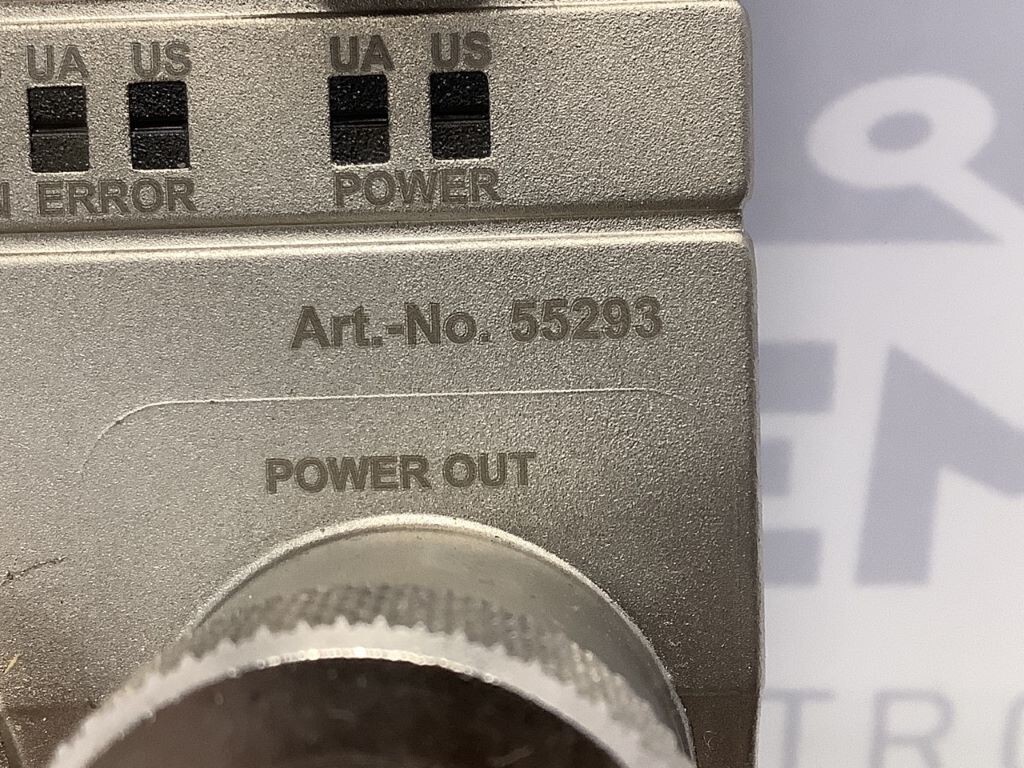 UA US UA US
ERROR POWER
Art.-No. 55293
POWER OUT